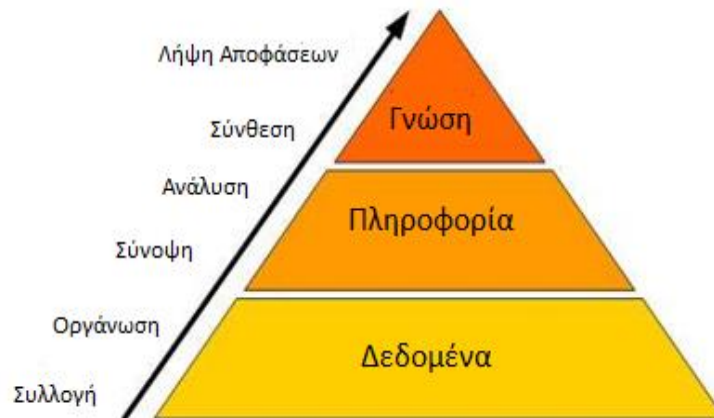 Λήψη Αποφάσεων
Σύνθεση
Γνώση
Ανάλυση
Πληροφορία
Σύνοψη
Οργάνωση
Δεδομένα
Συλλογή